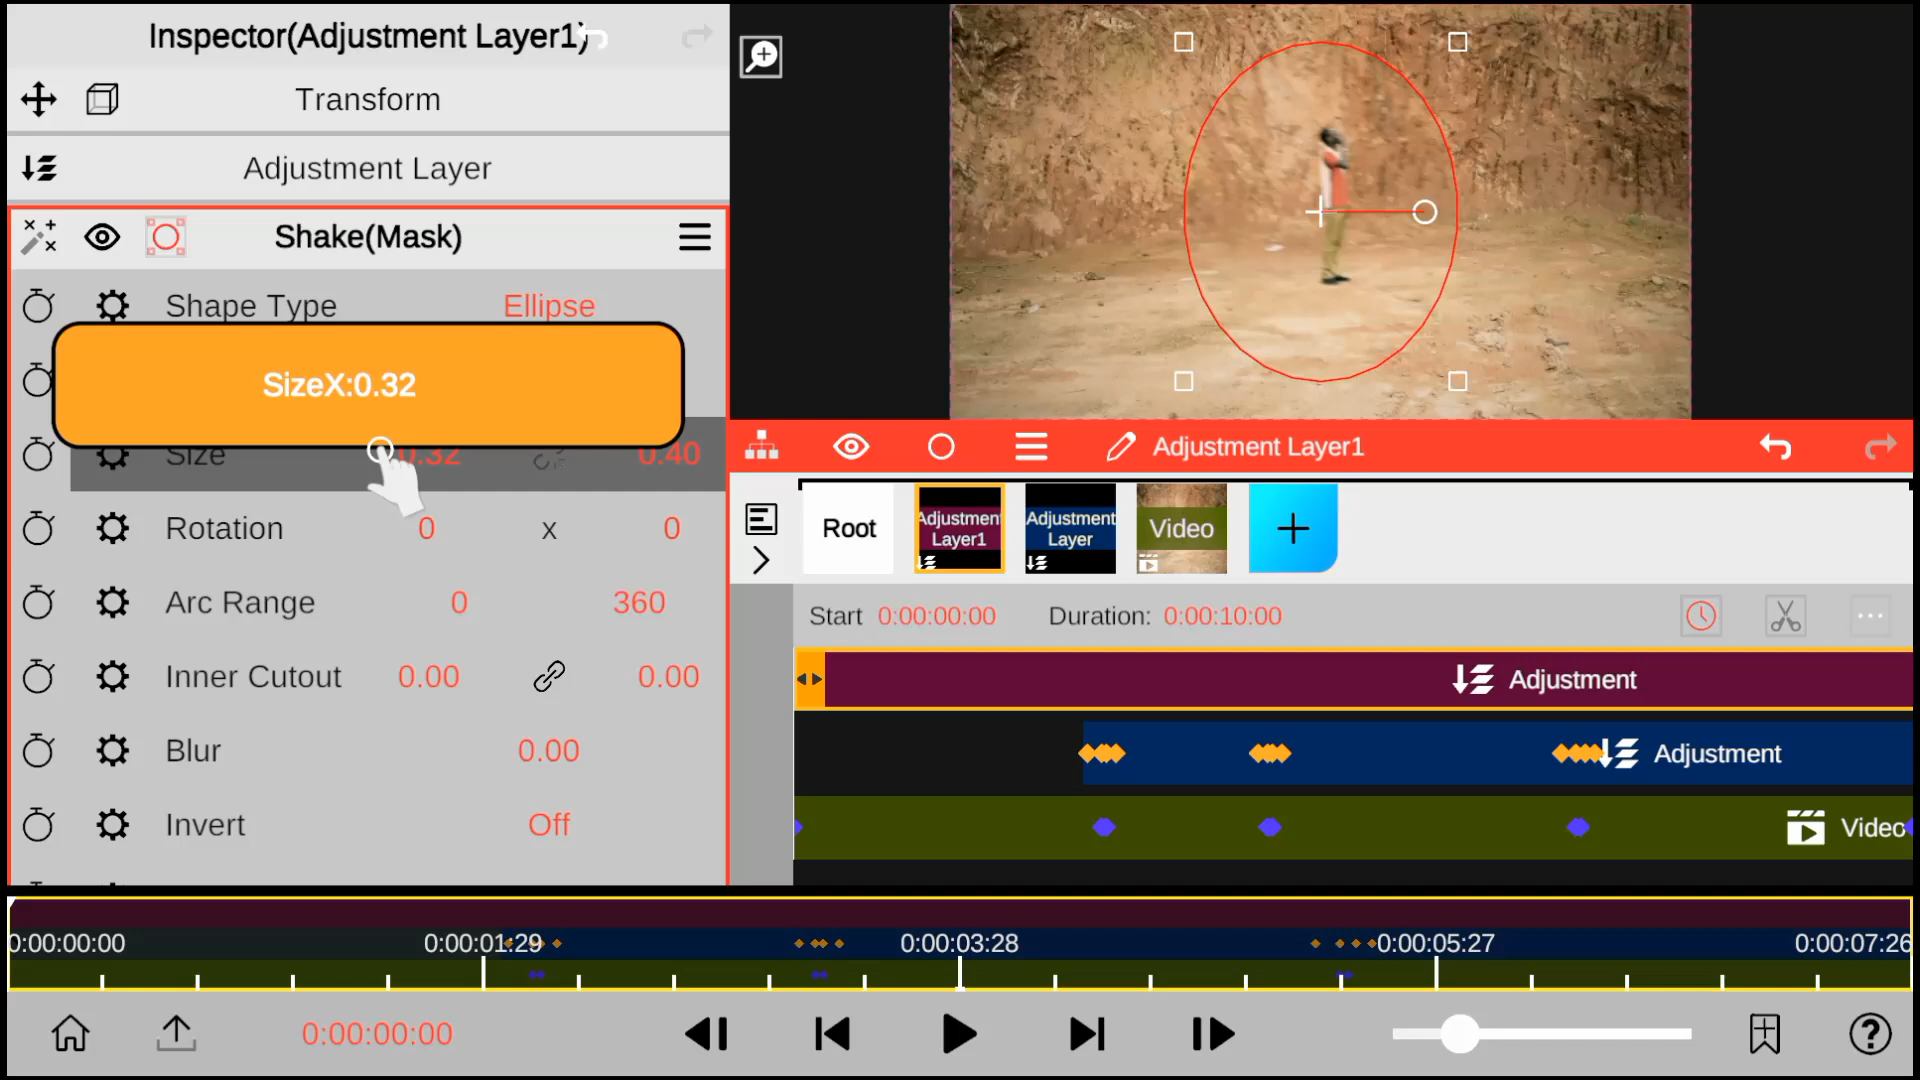 Inspector(Adjustment Layer1)
Transform
Adjustment Layer
Shake(Mask)
Shape Type Ellipse
SizeX:0.32
Size 0.32 0.40
Rotation 0 x 0
Arc Range 0 360
Inner Cutout 0.00 0.00
Blur 0.00
Invert Off
Adjustment Layer1
Root
Adjustment
Layer1
Adjustment
Layer
Video
Start 0:00:00:00 Duration: 0:00:10:00
Adjustment
Adjustment
Video
0:00:00:00 0:00:01:29 0:00:03:28 0:00:05:27 0:00:07:26
0:00:00:00